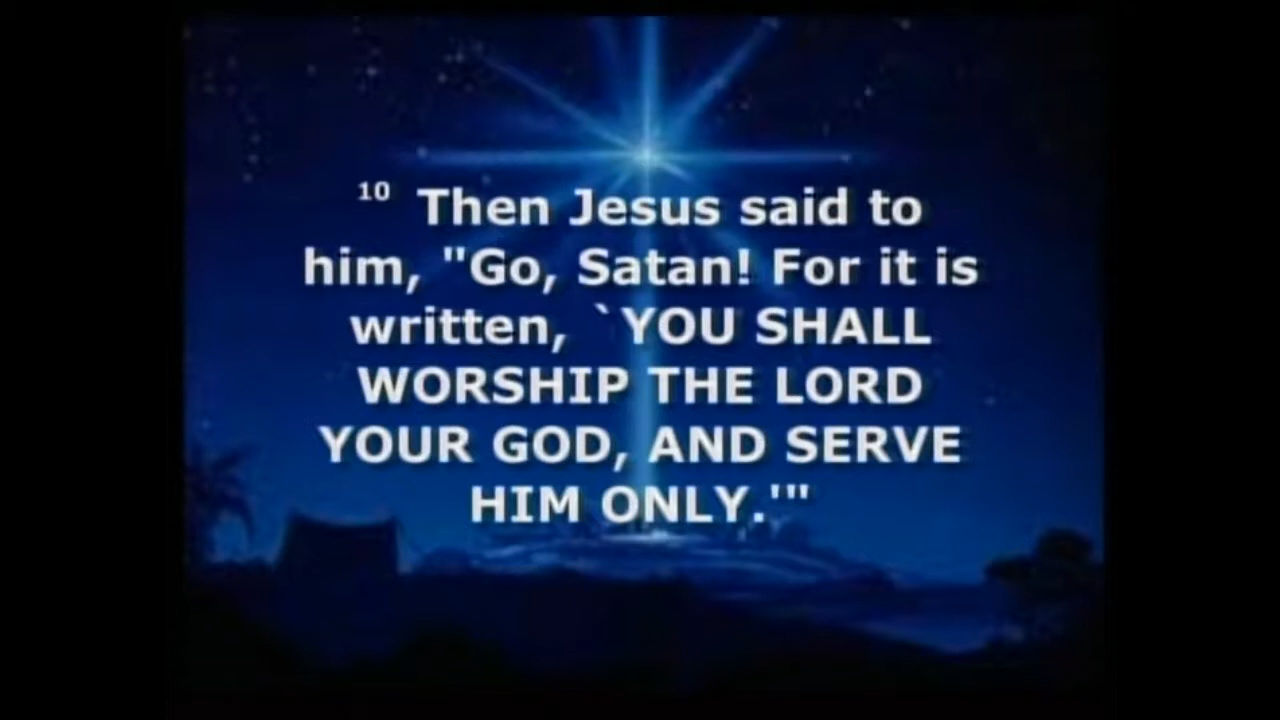 10 Then Jesus said to
him, "Go, Satan! For it is
written, `YOU SHALL
WORSHIP THE LORD
YOUR GOD, AND SERVE
HIM ONLY.'"